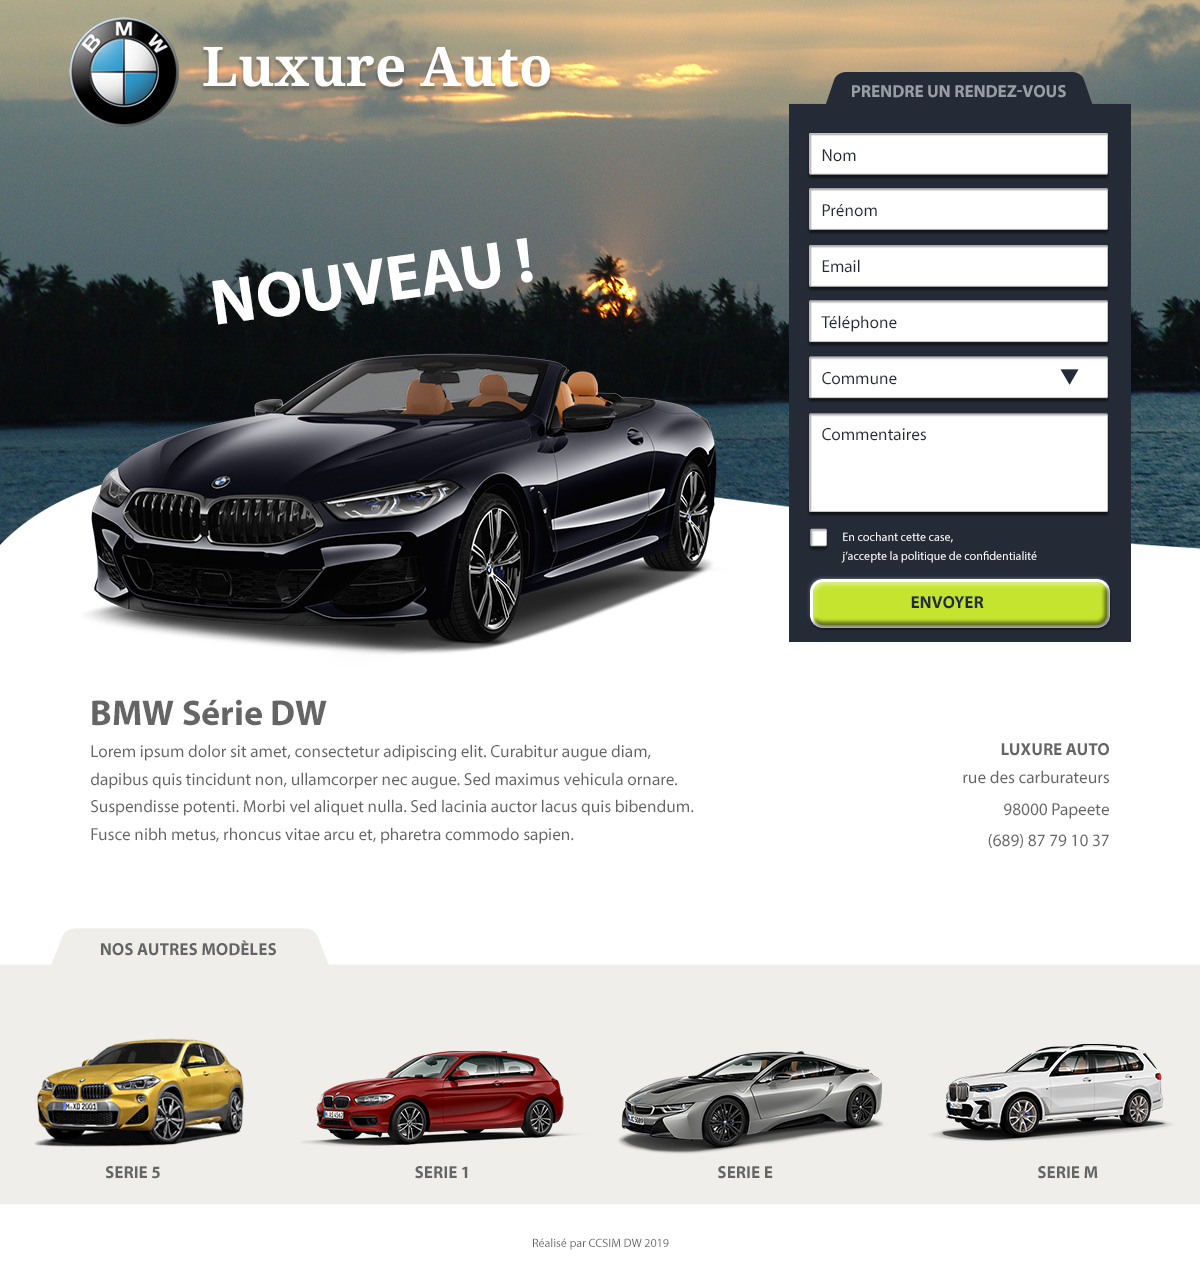 BMW
Luxure Auto
PRENDRE UN RENDEZ-VOUS
Nom
Prénom
Email
Téléphone
Commune
Commentaires
En cochant cette case,
j'accepte la politique de confidentialité
ENVOYER
NOUVEAU !
BMW Série DW
Lorem ipsum dolor sit amet, consectetur adipiscing elit. Curabitur augue diam,
dapibus quis tincidunt non, ullamcorper nec augue. Sed maximus vehicula ornare.
Suspendisse potenti. Morbi vel aliquet nulla. Sed lacinia auctor lacus quis bibendum.
Fusce nibh metus, rhoncus vitae arcu et, pharetra commodo sapien.
LUXURE AUTO
rue des carburateurs
98000 Papeete
(689) 87 79 10 37
NOS AUTRES MODÈLES
M XD 2001
SERIE 5
SERIE 1
SERIE E
SERIE M
Réalisé par CCSIM DW 2019